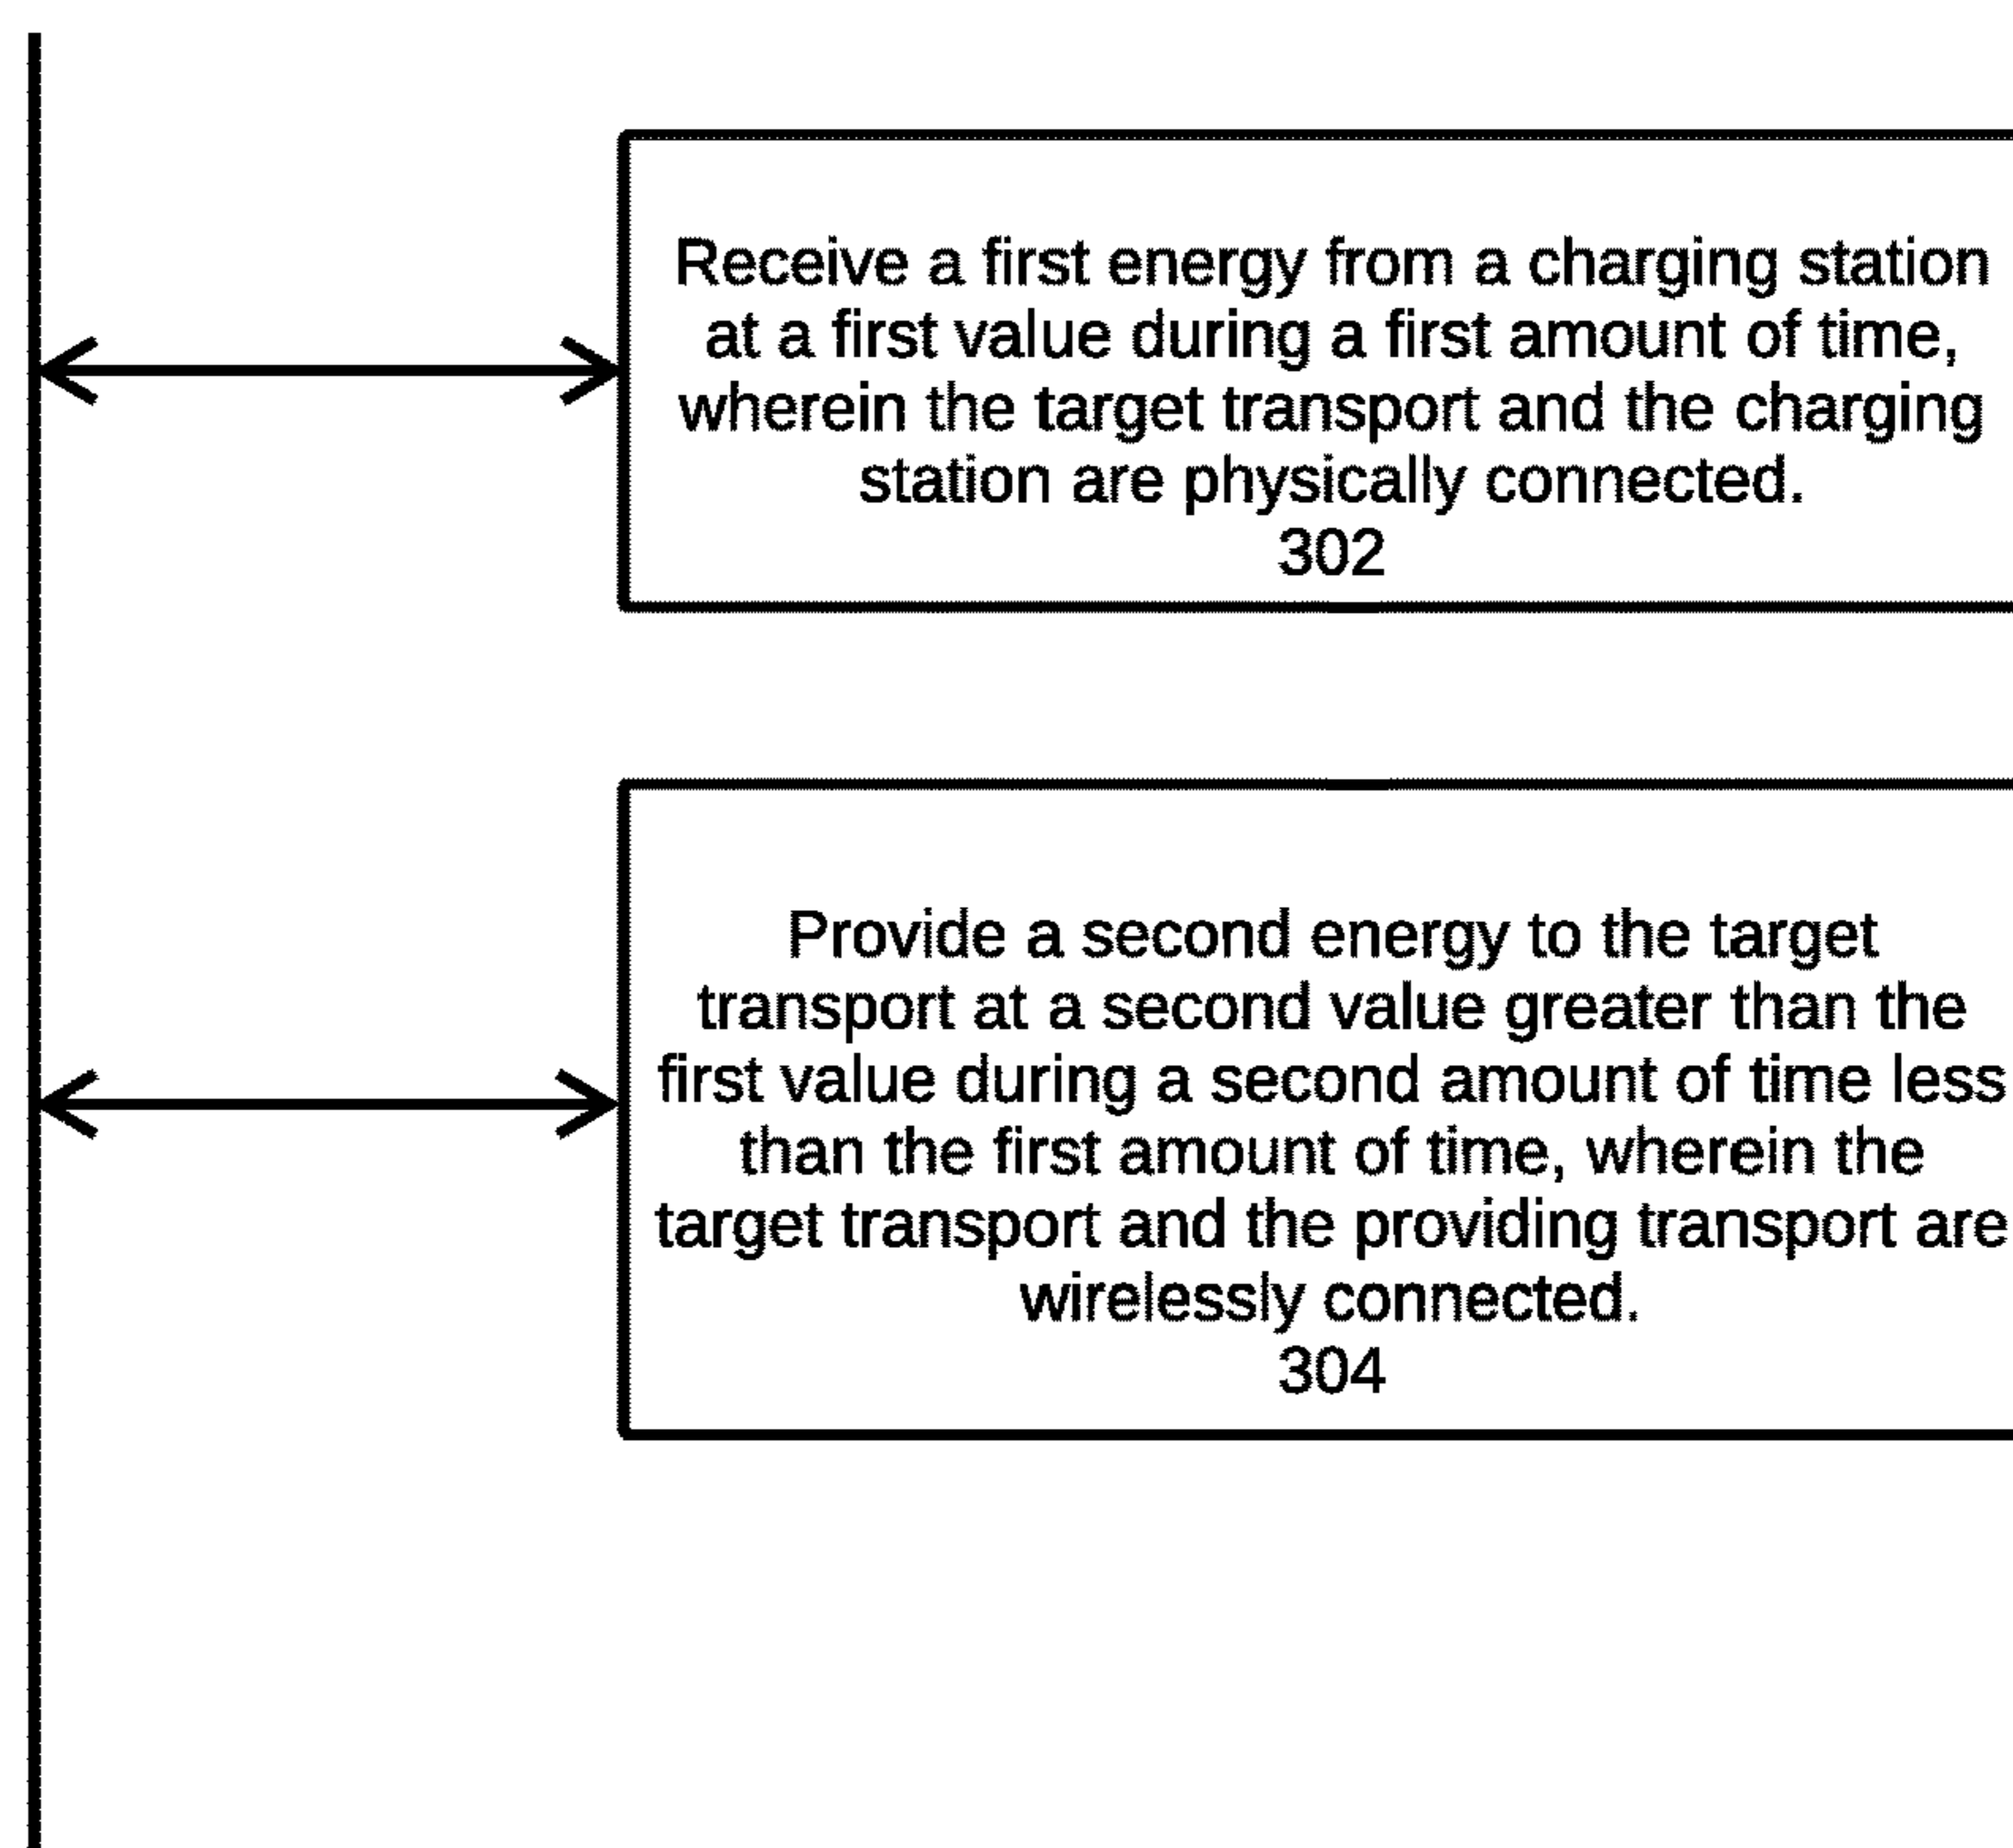 Receive a first energy from a charging station
at a first value during a first amount of time,
wherein the target transport and the charging
station are physically connected.
302
Provide a second energy to the target
transport at a second value greater than the
first value during a second amount of time less
than the first amount of time, wherein the
target transport and the providing transport are
wirelessly connected.
304